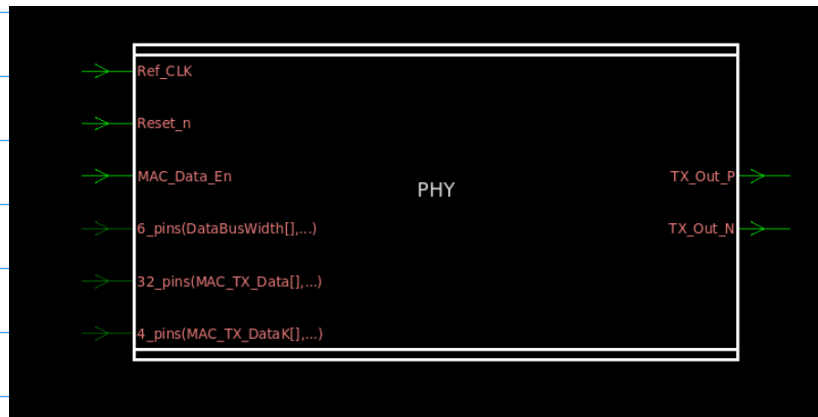 Ref_CLK
Reset_n
MAC_Data_En
PHY
TX_Out_P
6_pins(DataBusWidth[],...)
TX_Out_N
32_pins(MAC_TX_Data[],...)
4_pins(MAC_TX_DataK[],...)